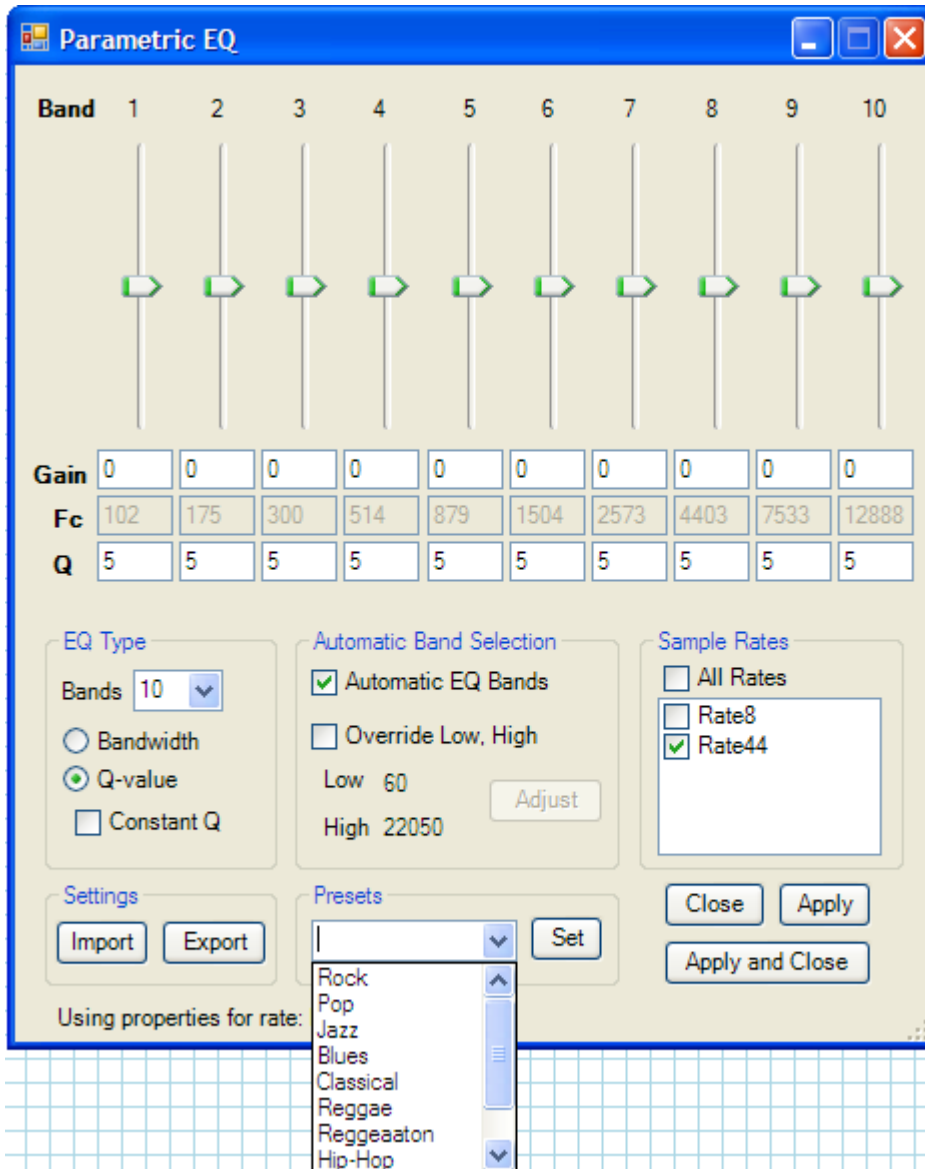 Parametric EQ
Band 1 2 3 4 5 6 7 8 9 10
Gain 0 0 0 0 0 0 0 0 0 0
Fc 102 175 300 514 879 1504 2573 4403 7533 12888
Q 5 5 5 5 5 5 5 5 5 5
EQ Type
Bands 10
Bandwidth
Q-value
Constant Q
Automatic Band Selection
Automatic EQ Bands
Override Low, High
Low 60
High 22050
Adjust
Sample Rates
All Rates
Rate8
Rate44
Settings
Import Export
Presets
Set
Rock
Pop
Jazz
Blues
Classical
Reggae
Reggeaaton
Hip-Hop
Close Apply
Apply and Close
Using properties for rate: